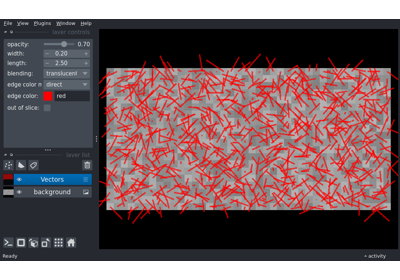 File View Plugins Window Help
layer controls
opacity: 0.70
width: − 0.20 +
length: − 2.50 +
blending: translucent
edge color m direct
edge color: red
out of slice:
layer list
Vectors
background
Ready
activity